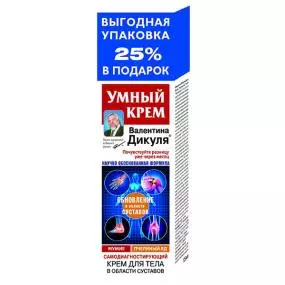 ВЫГОДНАЯ
УПАКОВКА
25%
В ПОДАРОК
УМНЫЙ
КРЕМ
Валентина
Дикуля®
Почувствуйте разницу
уже через месяц
НАУЧНО ОБОСНОВАННАЯ ФОРМУЛА
ОБНОВЛЕНИЕ
в области
СУСТАВОВ
МУМИЕ
ПЧЕЛИНЫЙ ЯД
САМОДИАГНОСТИРУЮЩИЙ
КРЕМ ДЛЯ ТЕЛА
В ОБЛАСТИ СУСТАВОВ